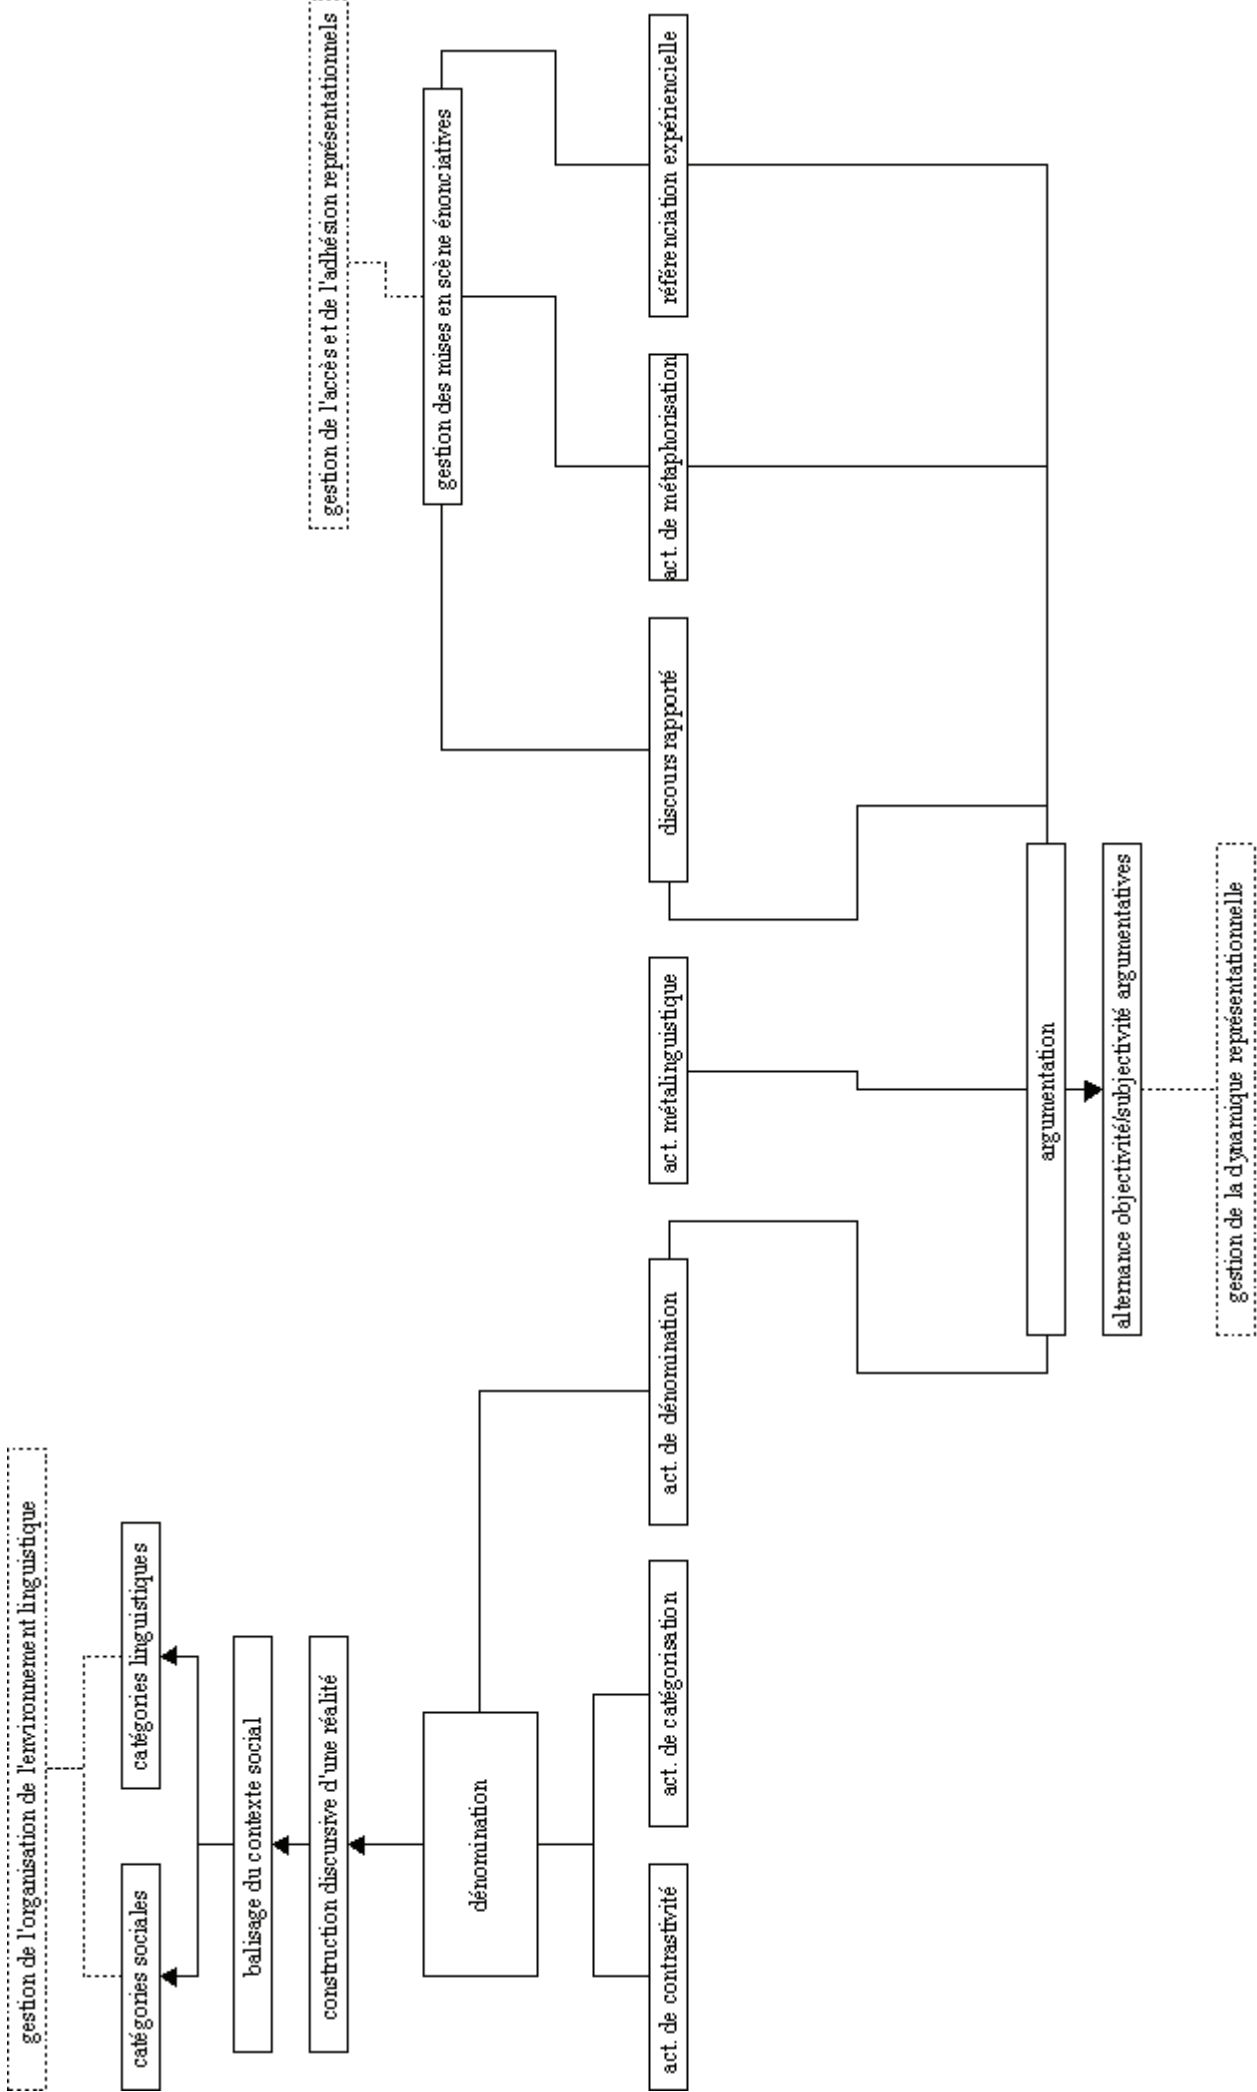 gestion de l'organisation de l'environnement linguistique
catégories sociales
catégories linguistiques
balisage du contexte social
construction discursive d'une réalité
dénomination
gestion de l'accès et de l'adhésion représentationnels
gestion des mises en scène énonciatives
act. de contrastivité
act. de catégorisation
act. de dénomination
act. métalinguistique
discours rapporté
act. de métaphorisation
référenciation expériencielle
argumentation
alternance objectivité/subjectivité argumentatives
gestion de la dynamique représentationnelle